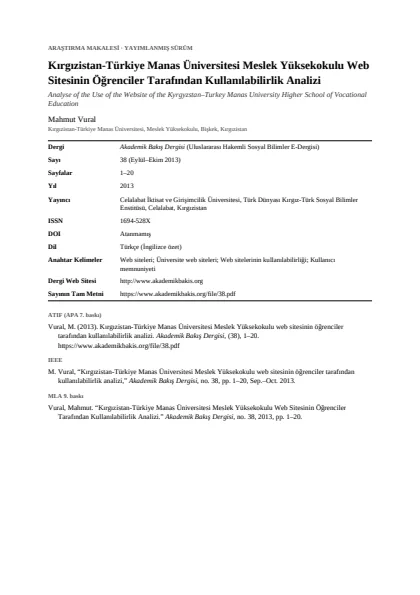 ARAŞTIRMA MAKALESİ · YAYIMLANMIŞ SÜRÜM
Kırgızistan-Türkiye Manas Üniversitesi Meslek Yüksekokulu Web
Sitesinin Öğrenciler Tarafından Kullanılabilirlik Analizi
Analyse of the Use of the Website of the Kyrgyzstan–Turkey Manas University Higher School of Vocational
Education
Mahmut Vural
Kırgızistan-Türkiye Manas Üniversitesi, Meslek Yüksekokulu, Bişkek, Kırgızistan
Dergi Akademik Bakış Dergisi (Uluslararası Hakemli Sosyal Bilimler E-Dergisi)
Sayı 38 (Eylül–Ekim 2013)
Sayfalar 1–20
Yıl 2013
Yayıncı Celalabat İktisat ve Girişimcilik Üniversitesi, Türk Dünyası Kırgız-Türk Sosyal Bilimler
Enstitüsü, Celalabat, Kırgızistan
ISSN 1694-528X
DOI Atanmamış
Dil Türkçe (İngilizce özet)
Anahtar Kelimeler Web siteleri; Üniversite web siteleri; Web sitelerinin kullanılabilirliği; Kullanıcı
memnuniyeti
Dergi Web Sitesi http://www.akademikbakis.org
Sayının Tam Metni https://www.akademikbakis.org/file/38.pdf
ATIF (APA 7. baskı)
Vural, M. (2013). Kırgızistan-Türkiye Manas Üniversitesi Meslek Yüksekokulu web sitesinin öğrenciler
tarafından kullanılabilirlik analizi. Akademik Bakış Dergisi, (38), 1–20.
https://www.akademikbakis.org/file/38.pdf
IEEE
M. Vural, “Kırgızistan-Türkiye Manas Üniversitesi Meslek Yüksekokulu web sitesinin öğrenciler tarafından
kullanılabilirlik analizi,” Akademik Bakış Dergisi, no. 38, pp. 1–20, Sep.–Oct. 2013.
MLA 9. baskı
Vural, Mahmut. “Kırgızistan-Türkiye Manas Üniversitesi Meslek Yüksekokulu Web Sitesinin Öğrenciler
Tarafından Kullanılabilirlik Analizi.” Akademik Bakış Dergisi, no. 38, 2013, pp. 1–20.